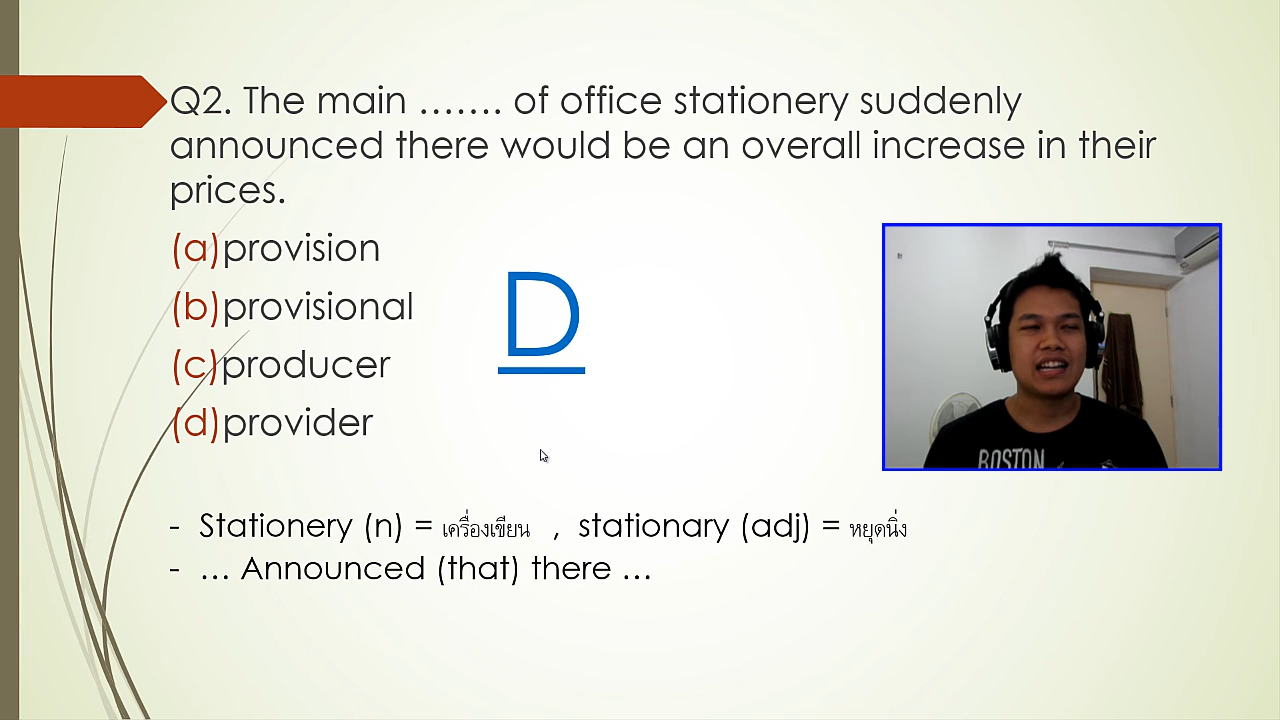 Q2. The main ……. of office stationery suddenly
announced there would be an overall increase in their
prices.
(a)provision
(b)provisional
(c)producer
(d)provider
D
BOSTON
- Stationery (n) = เครื่องเขียน , stationary (adj) = หยุดนิ่ง
- … Announced (that) there …